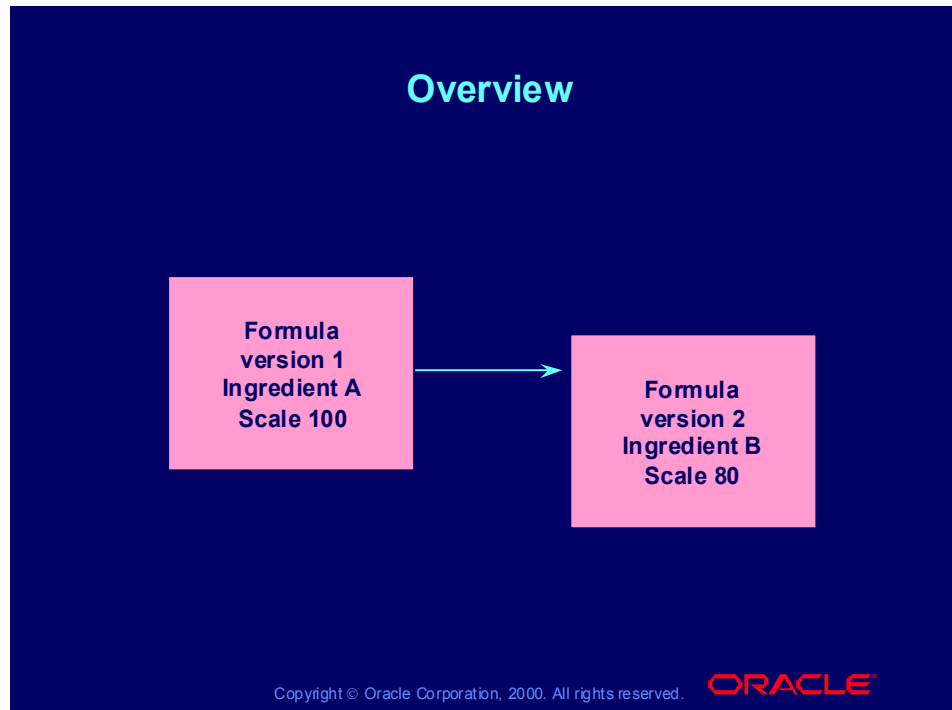 Overview
Formula
version 1
Ingredient A
Scale 100
Formula
version 2
Ingredient B
Scale 80
Copyright © Oracle Corporation, 2000. All rights reserved.
ORACLE®